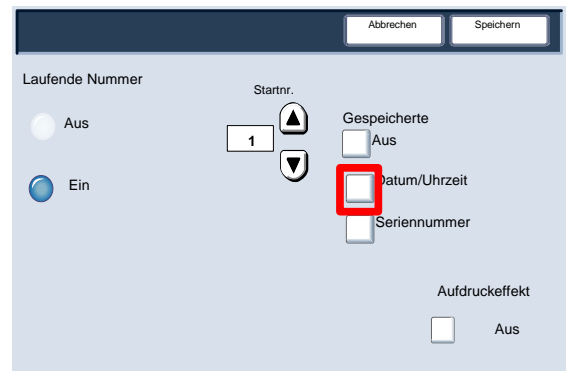 Abbrechen
Speichern
Laufende Nummer
Startnr.
Aus
1
Gespeicherte
Aus
Ein
Datum/Uhrzeit
Seriennummer
Aufdruckeffekt
Aus